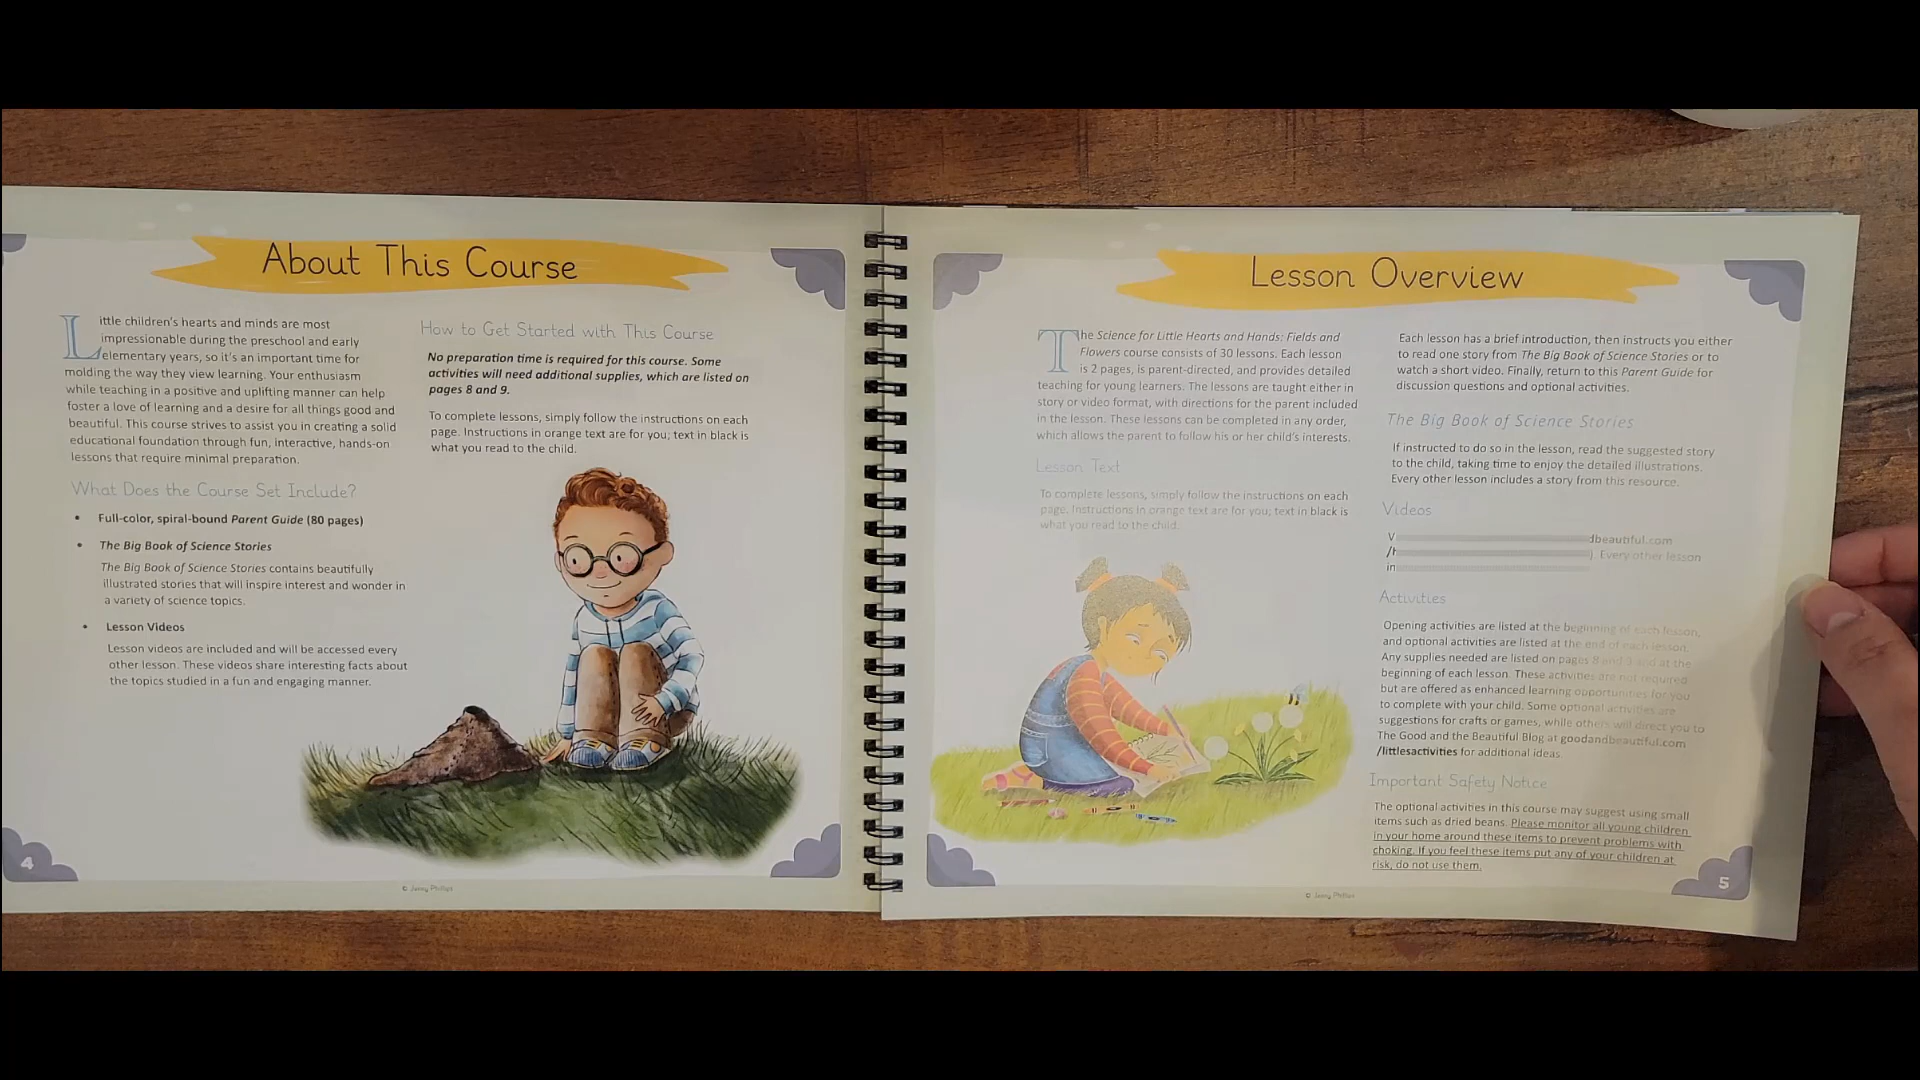 About This Course
Little children's hearts and minds are most
impressionable during the preschool and early
elementary years, so it's an important time for
molding the way they view learning. Your enthusiasm
while teaching in a positive and uplifting manner can help
foster a love of learning and a desire for all things good and
beautiful. This course strives to assist you in creating a solid
educational foundation through fun, interactive, hands-on
lessons that require minimal preparation.
What Does the Course Set Include?
• Full-color, spiral-bound Parent Guide (80 pages)
• The Big Book of Science Stories
The Big Book of Science Stories contains beautifully
illustrated stories that will inspire interest and wonder in
a variety of science topics.
• Lesson Videos
Lesson videos are included and will be accessed every
other lesson. These videos share interesting facts about
the topics studied in a fun and engaging manner.
How to Get Started with This Course
No preparation time is required for this course. Some
activities will need additional supplies, which are listed on
pages 8 and 9.
To complete lessons, simply follow the instructions on each
page. Instructions in orange text are for you; text in black is
what you read to the child.
4
© Jenny Phillips
Lesson Overview
The Science for Little Hearts and Hands: Fields and
Flowers course consists of 30 lessons. Each lesson
is 2 pages, is parent-directed, and provides detailed
teaching for young learners. The lessons are taught either in
story or video format, with directions for the parent included
in the lesson. These lessons can be completed in any order,
which allows the parent to follow his or her child's interests.
Lesson Text
To complete lessons, simply follow the instructions on each
page. Instructions in orange text are for you; text in black is
what you read to the child.
Each lesson has a brief introduction, then instructs you either
to read one story from The Big Book of Science Stories or to
watch a short video. Finally, return to this Parent Guide for
discussion questions and optional activities.
The Big Book of Science Stories
If instructed to do so in the lesson, read the suggested story
to the child, taking time to enjoy the detailed illustrations.
Every other lesson includes a story from this resource.
Videos
V dbeautiful.com
/h ). Every other lesson
in
Activities
Opening activities are listed at the beginning of each lesson,
and optional activities are listed at the end of each lesson.
Any supplies needed are listed on pages 8 and 9 and at the
beginning of each lesson. These activities are not required
but are offered as enhanced learning opportunities for you
to complete with your child. Some optional activities are
suggestions for crafts or games, while others will direct you to
The Good and the Beautiful Blog at goodandbeautiful.com
/littlesactivities for additional ideas.
Important Safety Notice
The optional activities in this course may suggest using small
items such as dried beans. Please monitor all young children
in your home around these items to prevent problems with
choking. If you feel these items put any of your children at
risk, do not use them.
5
© Jenny Phillips